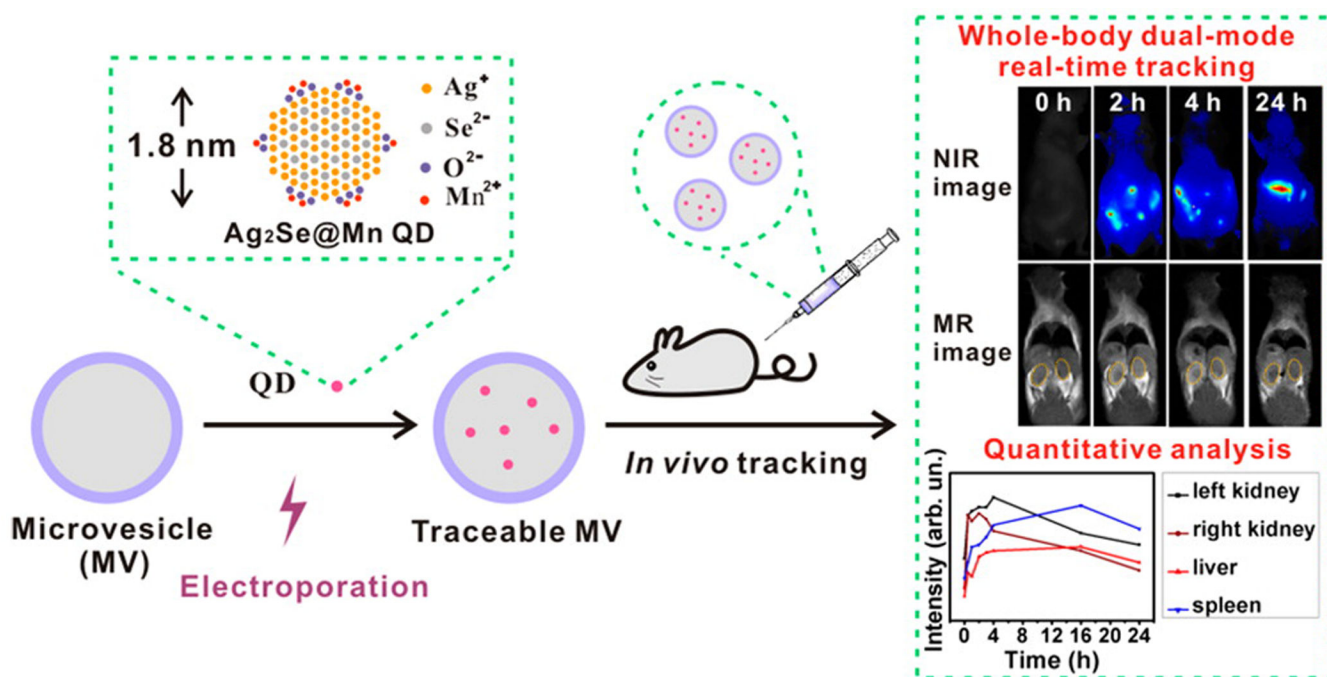 1.8 nm
Ag⁺
Se²⁻
O²⁻
Mn²⁺
Ag₂Se@Mn QD
QD
Microvesicle
(MV)
Electroporation
Traceable MV
In vivo tracking
Whole-body dual-mode
real-time tracking
0 h 2 h 4 h 24 h
NIR
image
MR
image
Quantitative analysis
Intensity (arb. un.)
0 4 8 12 16 20 24
Time (h)
left kidney
right kidney
liver
spleen